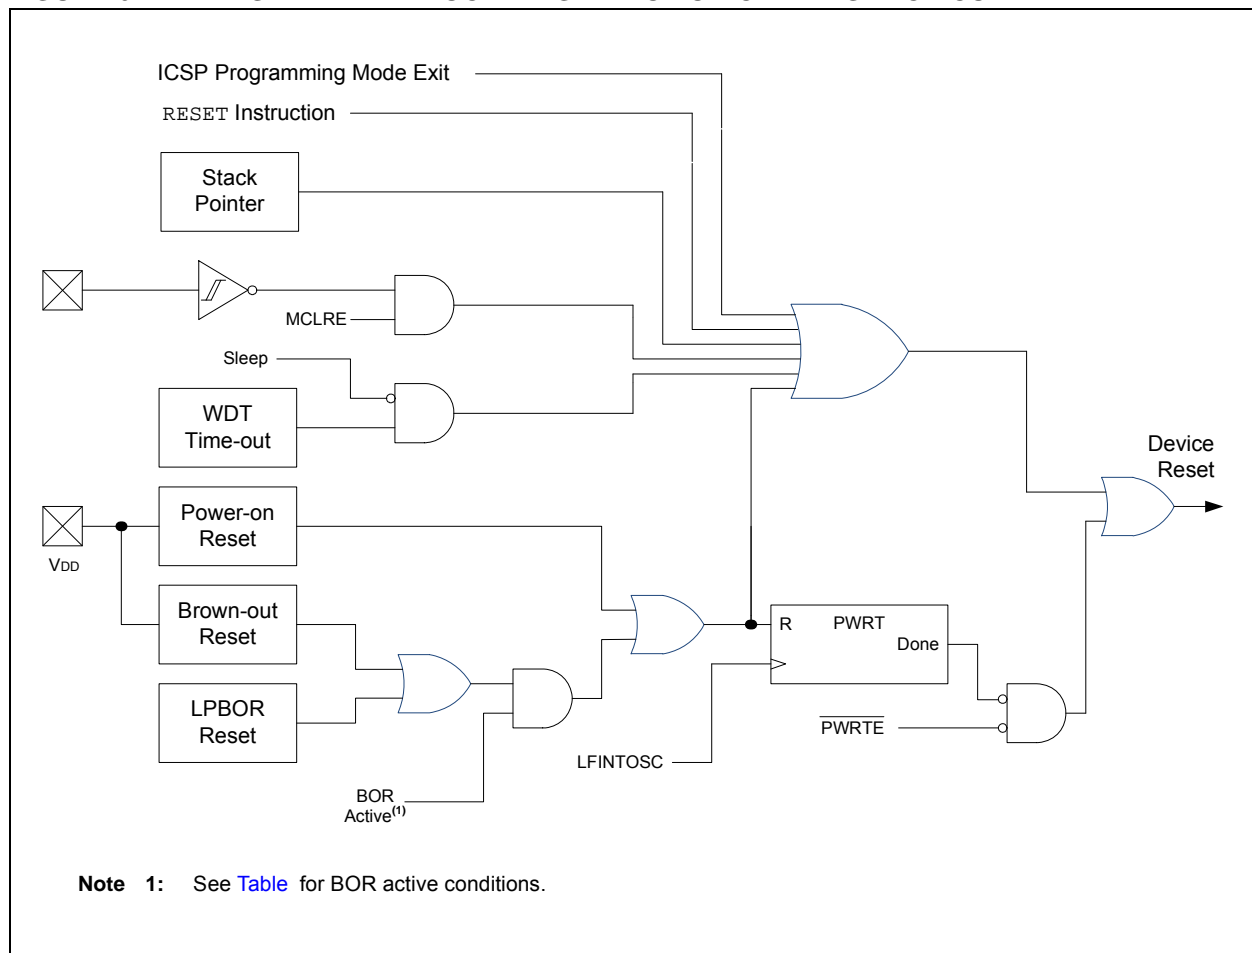 ICSP Programming Mode Exit
RESET Instruction
Stack
Pointer
MCLRE
Sleep
WDT
Time-out
Device
Reset
Power-on
Reset
VDD
Brown-out
Reset
R PWRT
Done
LPBOR
Reset
PWRTE
LFINTOSC
BOR
Active(1)
Note 1: See Table for BOR active conditions.